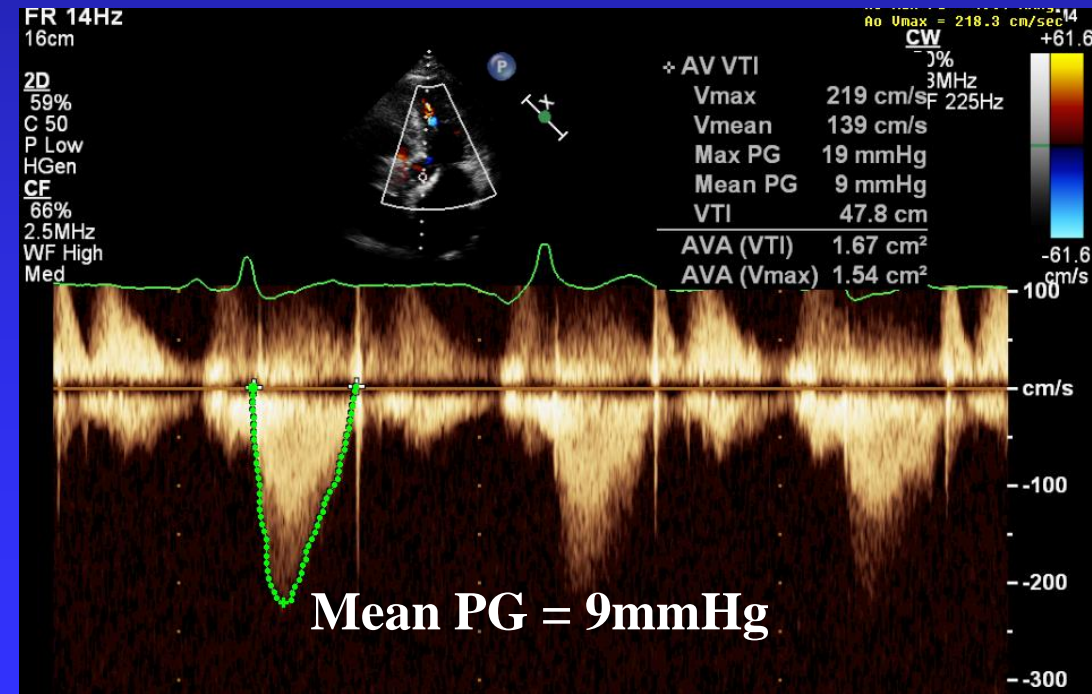 FR 14Hz
16cm
2D
59%
C 50
P Low
HGen
CF
66%
2.5MHz
WF High
Med
P
Ao Vmax = 218.3 cm/sec
M4
CW
+61.6
0%
8MHz
F 225Hz
AV VTI
Vmax 219 cm/s
Vmean 139 cm/s
Max PG 19 mmHg
Mean PG 9 mmHg
VTI 47.8 cm
AVA (VTI) 1.67 cm²
AVA (Vmax) 1.54 cm²
-61.6
cm/s
100
cm/s
-100
-200
-300
Mean PG = 9mmHg